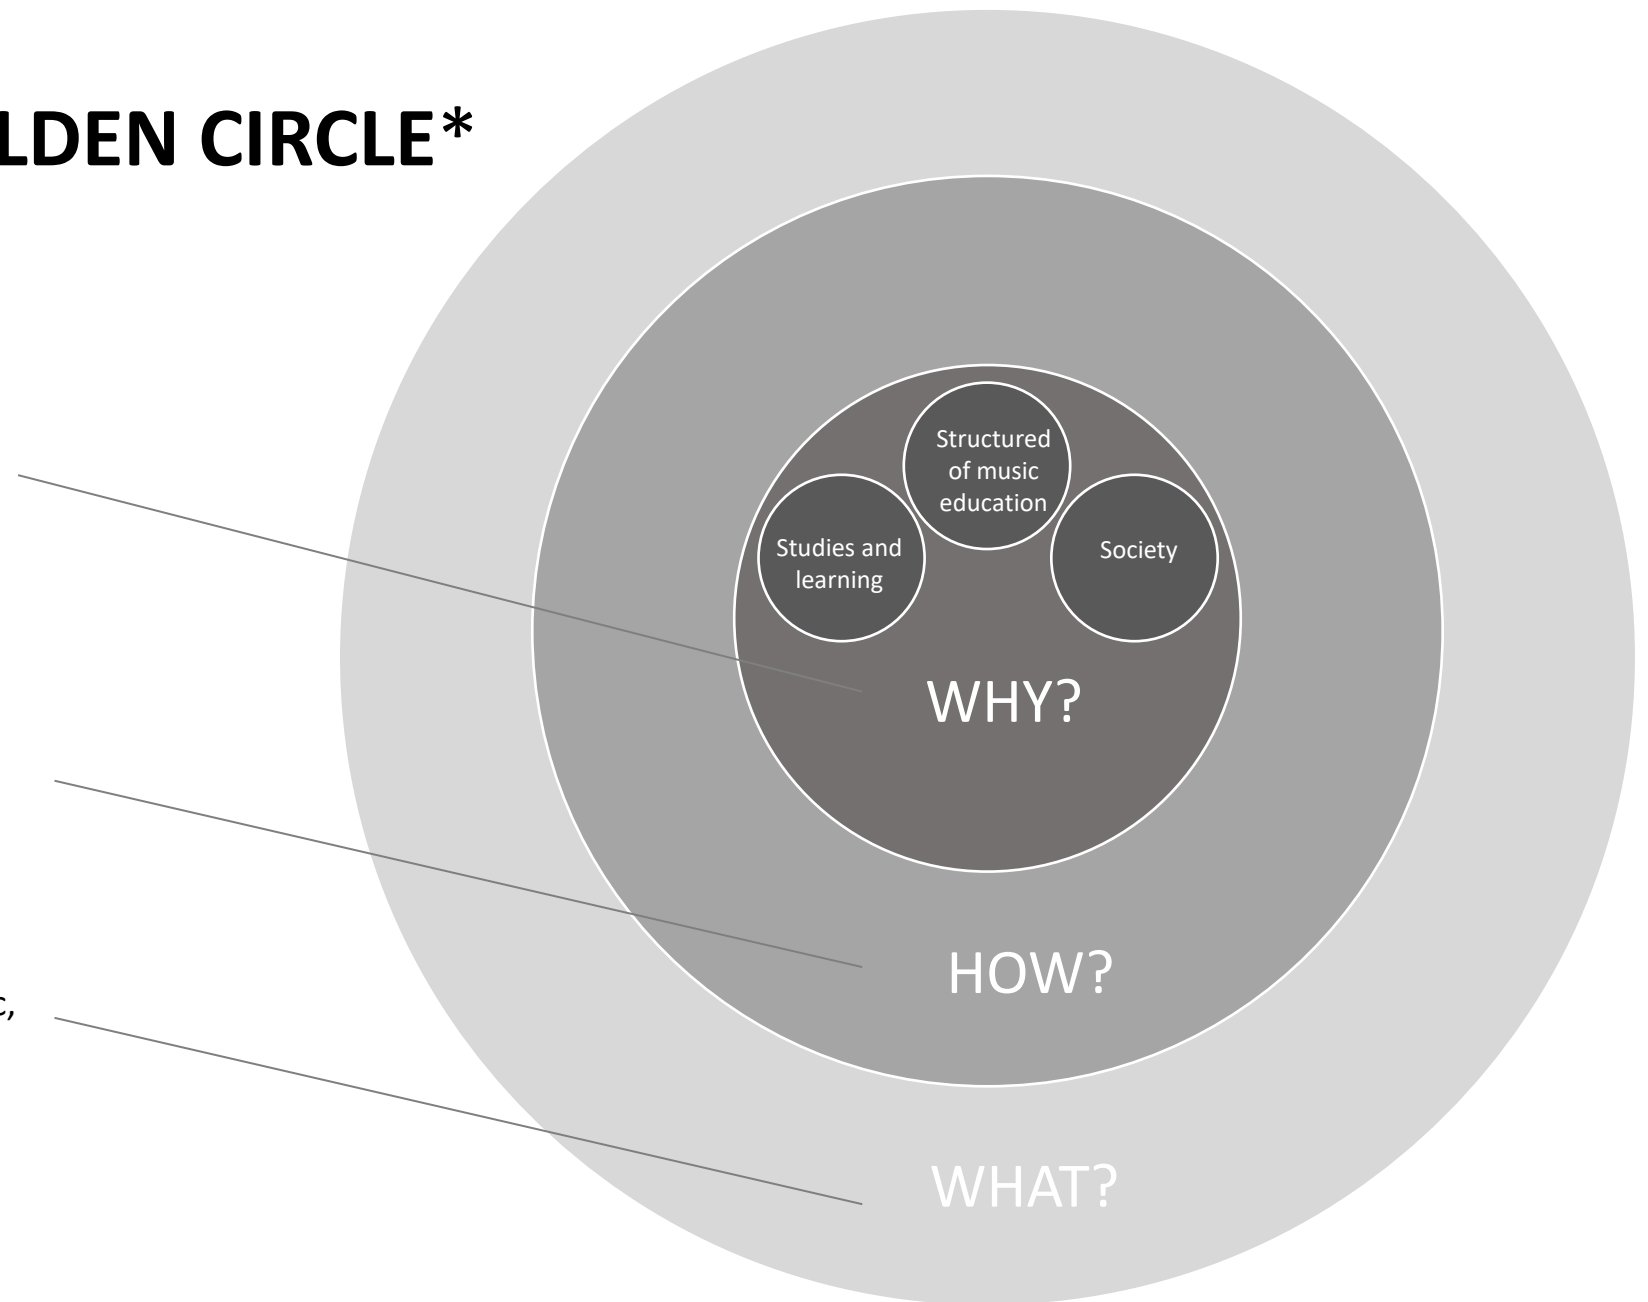 LDEN CIRCLE*
Structured
of music
education
Studies and
learning
Society
WHY?
HOW?
c,
WHAT?